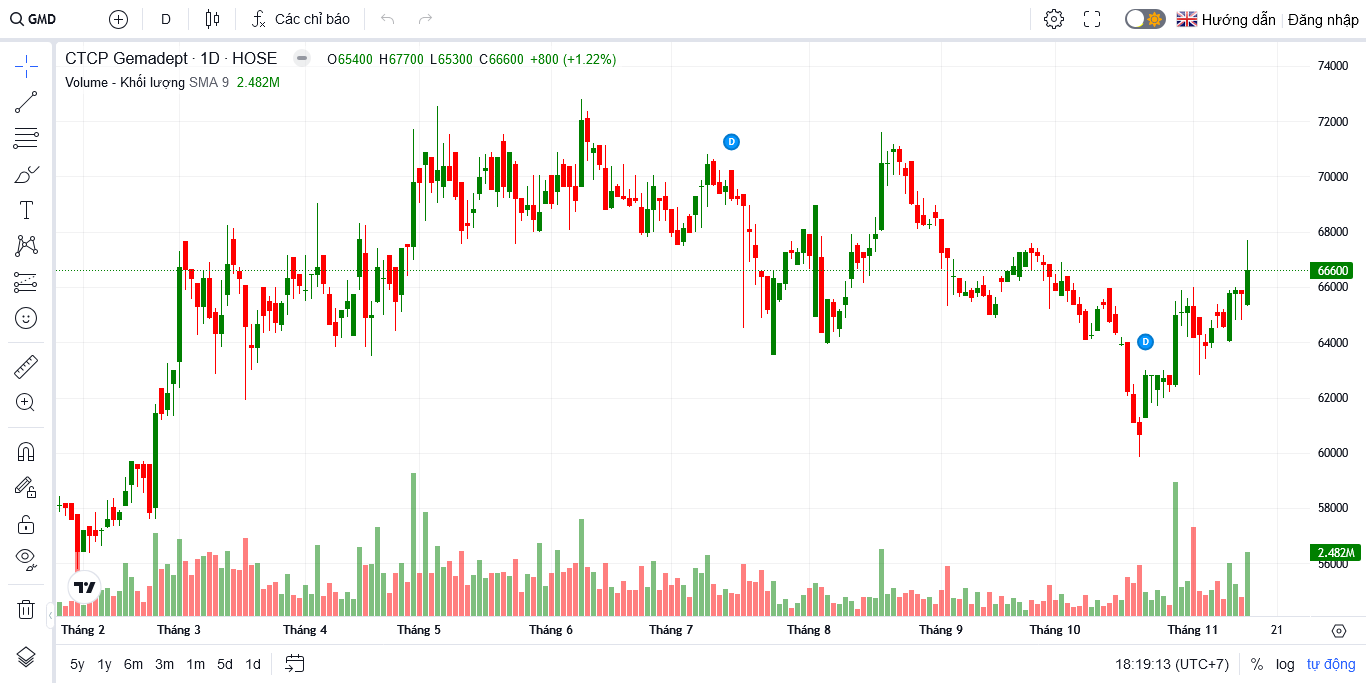 GMD D Các chỉ báo Hướng dẫn Đăng nhập
CTCP Gemadept · 1D · HOSE O65400 H67700 L65300 C66600 +800 (+1.22%)
Volume - Khối lượng SMA 9 2.482M
74000
72000
D
70000
68000
66600
66000
64000
D
62000
60000
58000
2.482M
56000
Tháng 2 Tháng 3 Tháng 4 Tháng 5 Tháng 6 Tháng 7 Tháng 8 Tháng 9 Tháng 10 Tháng 11 21
5y 1y 6m 3m 1m 5d 1d 18:19:13 (UTC+7) % log tự động